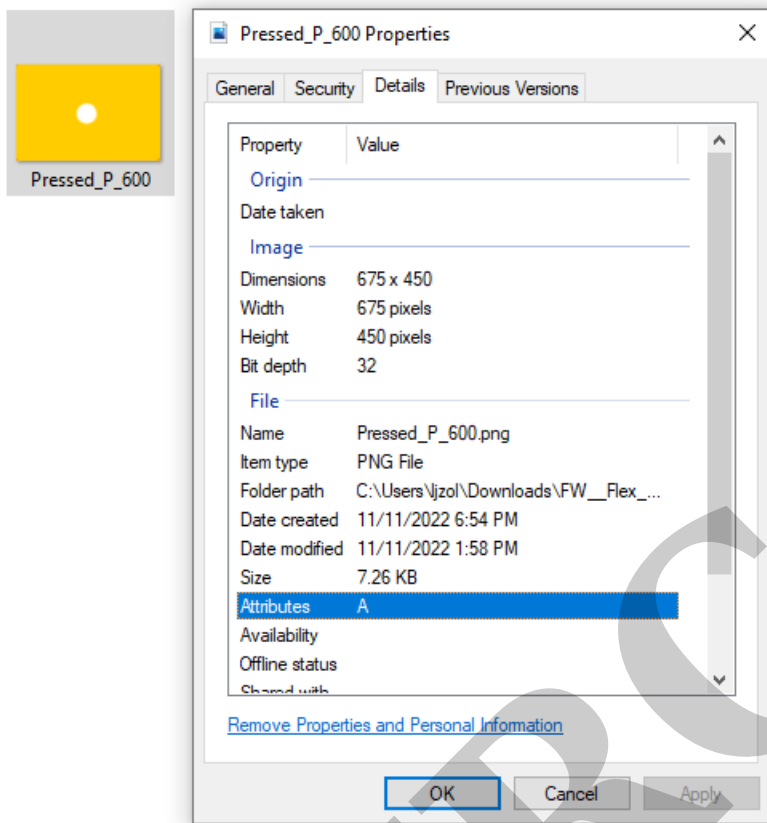 Pressed_P_600
Pressed_P_600 Properties
General Security Details Previous Versions
Property Value
Origin
Date taken
Image
Dimensions 675 x 450
Width 675 pixels
Height 450 pixels
Bit depth 32
File
Name Pressed_P_600.png
Item type PNG File
Folder path C:\Users\ljzol\Downloads\FW__Flex_...
Date created 11/11/2022 6:54 PM
Date modified 11/11/2022 1:58 PM
Size 7.26 KB
Attributes A
Availability
Offline status
Shared with
Remove Properties and Personal Information
OK Cancel Apply